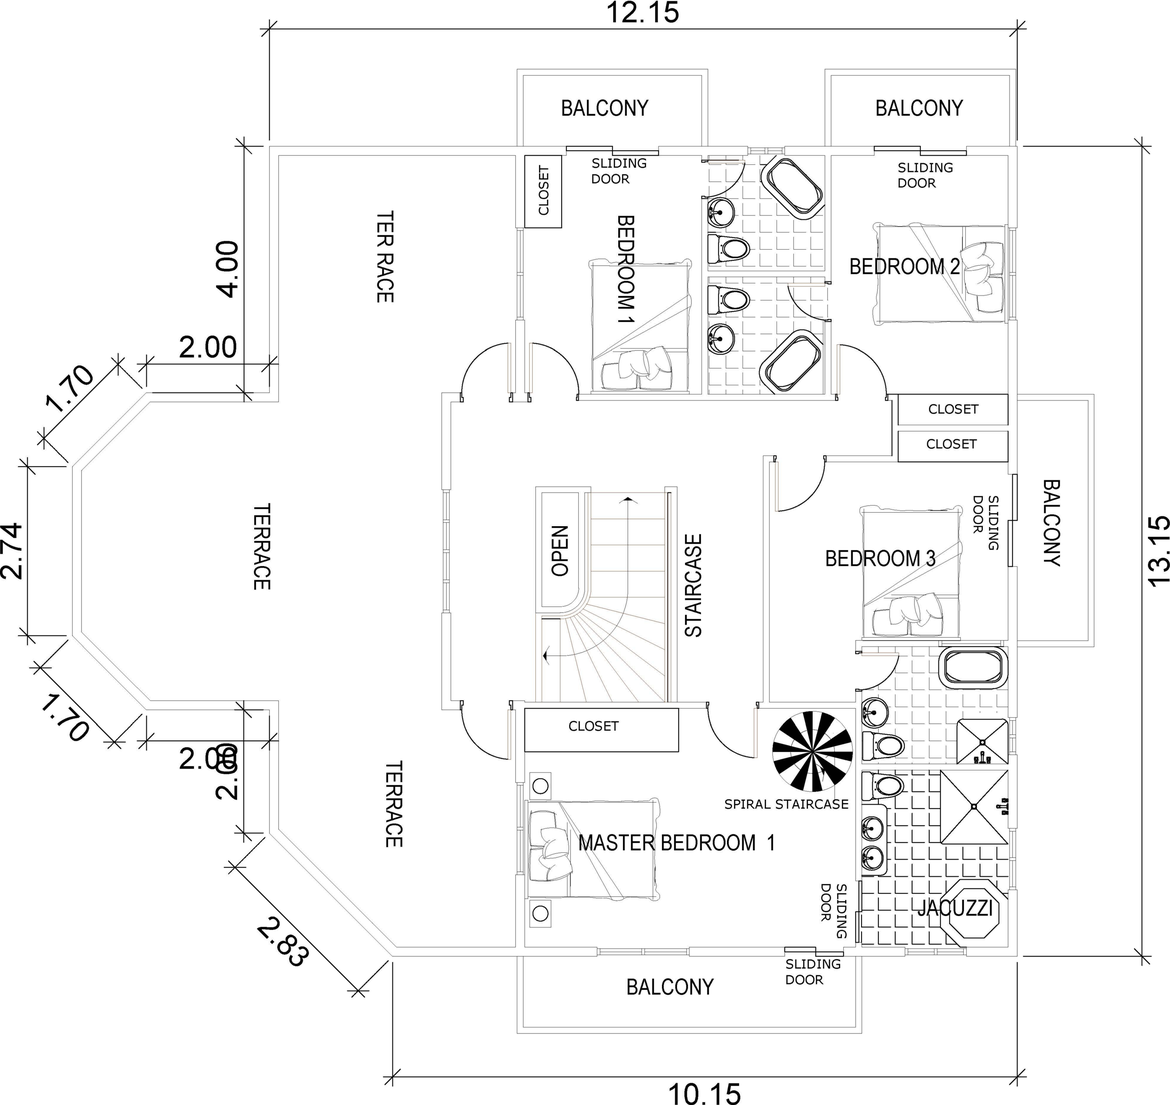 12.15
BALCONY
BALCONY
SLIDING
DOOR
SLIDING
DOOR
CLOSET
TER RACE
BEDROOM 1
BEDROOM 2
4.00
2.00
1.70
CLOSET
CLOSET
2.74
TERRACE
OPEN
STAIRCASE
BEDROOM 3
SLIDING
DOOR
BALCONY
13.15
1.70
2.00
2.00
CLOSET
TERRACE
SPIRAL STAIRCASE
MASTER BEDROOM 1
SLIDING
DOOR
JACUZZI
2.83
SLIDING
DOOR
BALCONY
10.15